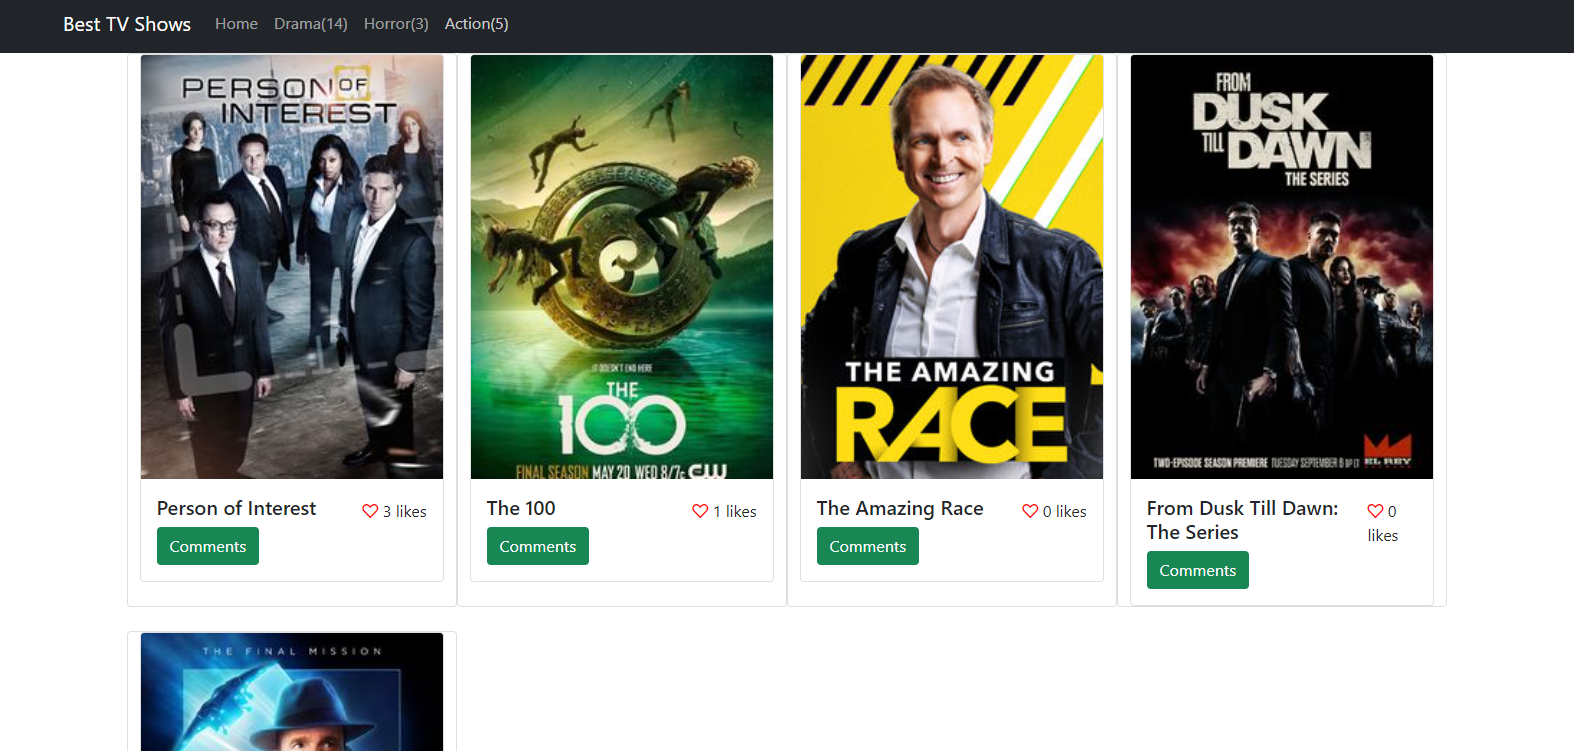 Best TV Shows Home Drama(14) Horror(3) Action(5)
PERSON OF
INTEREST
IT DOESN'T END HERE
THE
100
FINAL SEASON MAY 20 WED 8/7c CW
THE AMAZING
RACE
FROM
DUSK
TILL DAWN
THE SERIES
TWO-EPISODE SEASON PREMIERE TUESDAY SEPTEMBER 6 9P ET EL REY
Person of Interest 3 likes
Comments
The 100 1 likes
Comments
The Amazing Race 0 likes
Comments
From Dusk Till Dawn: 0
The Series likes
Comments
THE FINAL MISSION